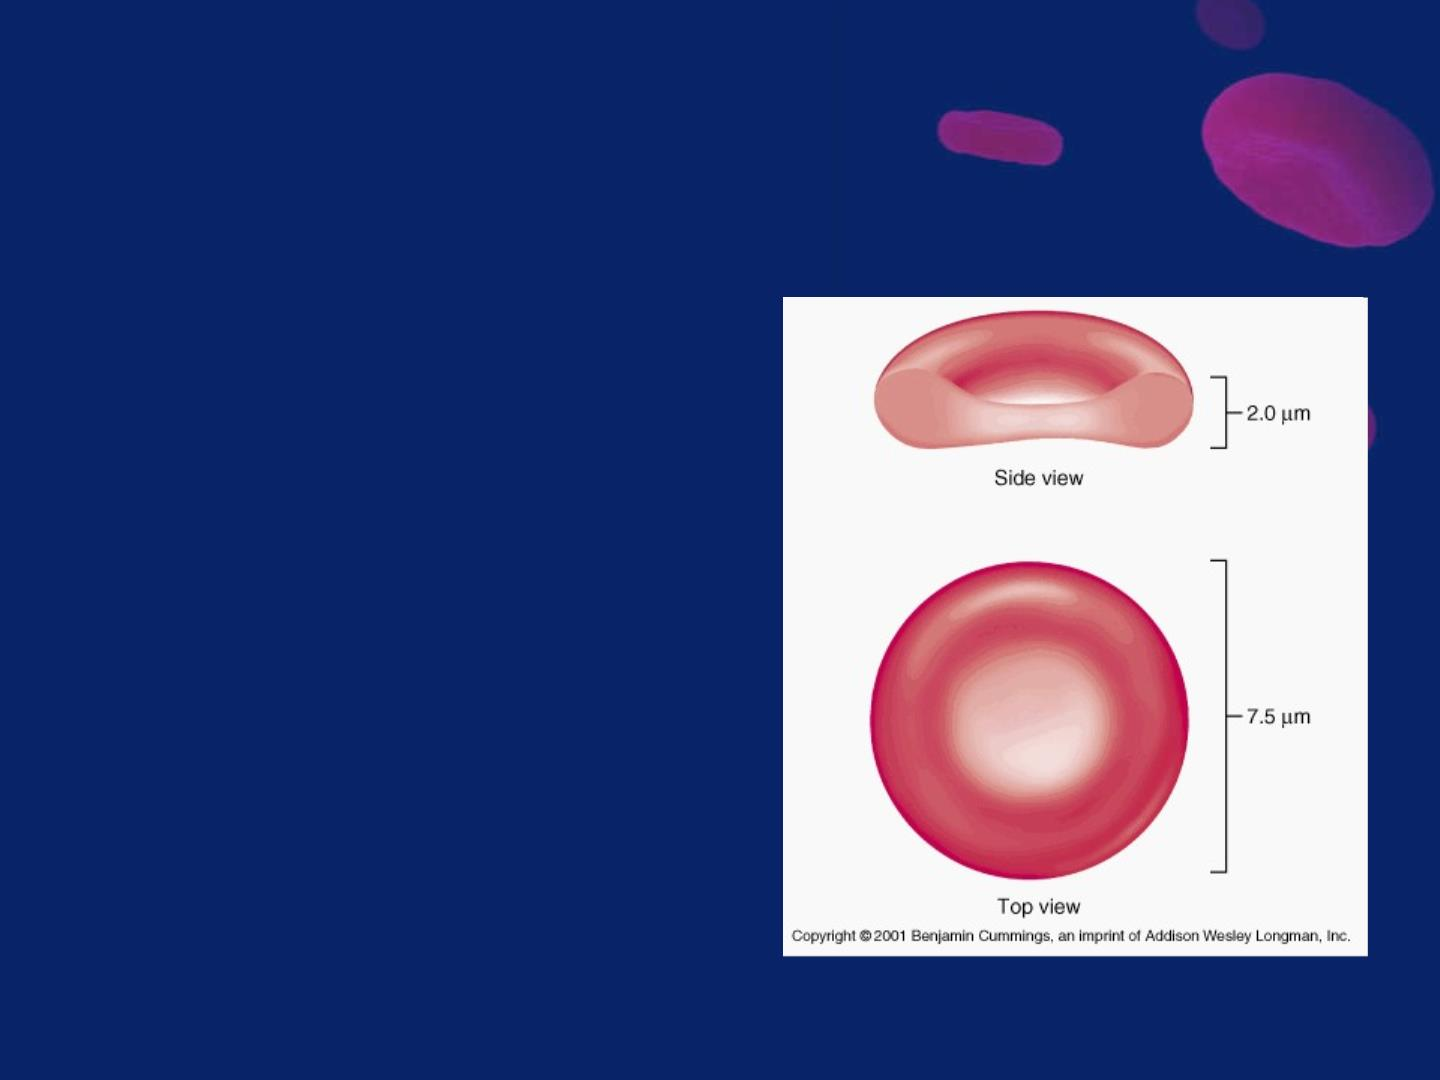 2.0 μm
Side view
7.5 μm
Top view
Copyright © 2001 Benjamin Cummings, an imprint of Addison Wesley Longman, Inc.